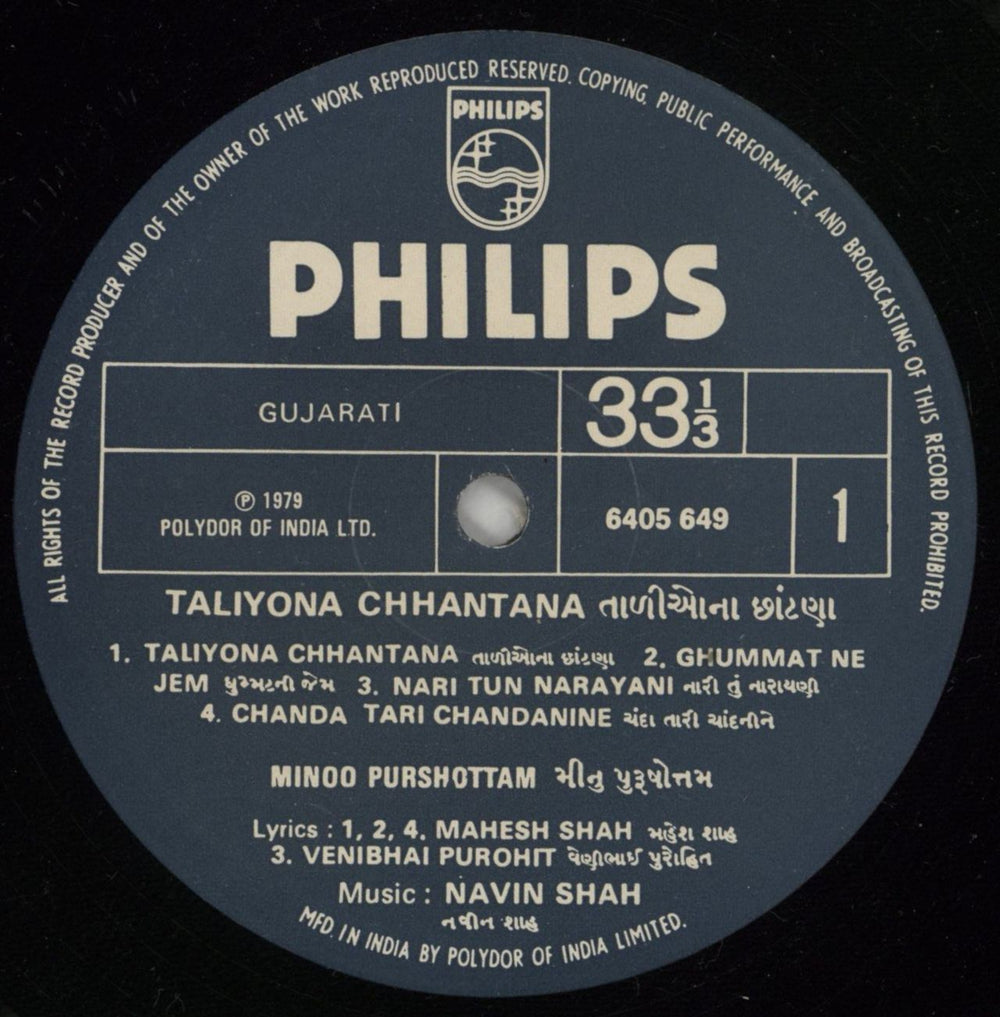 ALL RIGHTS OF THE RECORD PRODUCER AND OF THE OWNER OF THE WORK REPRODUCED RESERVED. COPYING, PUBLIC PERFORMANCE AND BROADCASTING OF THIS RECORD PROHIBITED.
PHILIPS
PHILIPS
GUJARATI
33 1/3
Ⓟ 1979
POLYDOR OF INDIA LTD.
6405 649
1
TALIYONA CHHANTANA તાળીઓના છાંટણા
1. TALIYONA CHHANTANA તાળીઓના છાંટણા 2. GHUMMAT NE
JEM ઘુમ્મટની જેમ 3. NARI TUN NARAYANI નારી તું નારાયણી
4. CHANDA TARI CHANDANINE ચંદા તારી ચાંદનીને
MINOO PURSHOTTAM મીનુ પુરૂષોત્તમ
Lyrics : 1, 2, 4. MAHESH SHAH મહેશ શાહ
3. VENIBHAI PUROHIT વેણીભાઈ પુરોહિત
Music : NAVIN SHAH
નવીન શાહ
MFD. IN INDIA BY POLYDOR OF INDIA LIMITED.